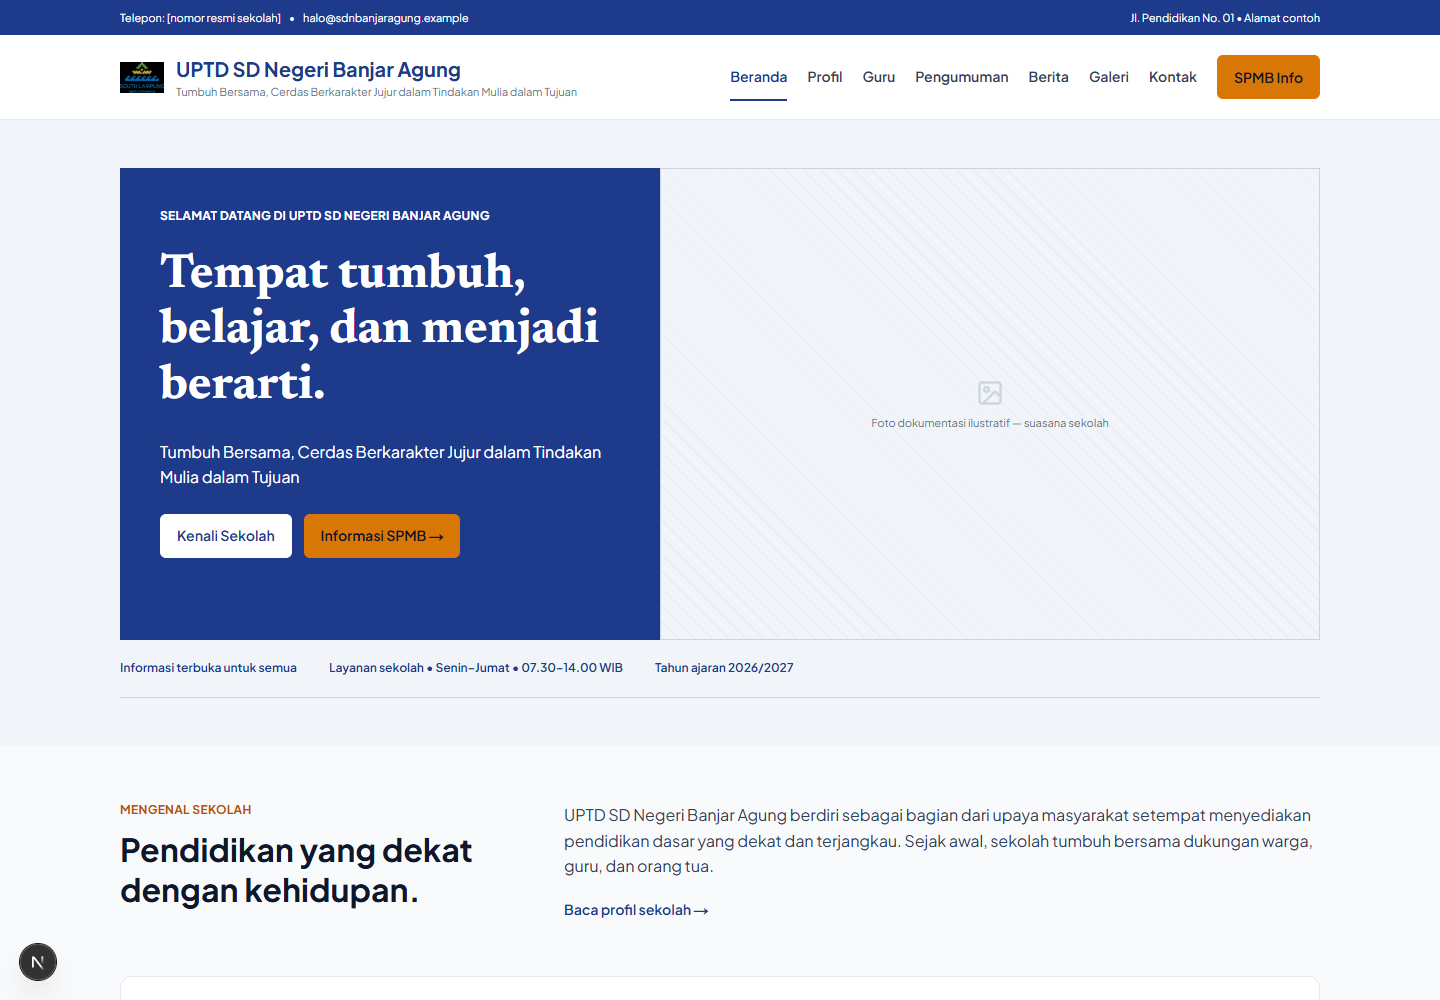 Telepon: [nomor resmi sekolah] • halo@sdnbanjaragung.example
Jl. Pendidikan No. 01 • Alamat contoh
UPTD SD Negeri Banjar Agung
Tumbuh Bersama, Cerdas Berkarakter Jujur dalam Tindakan Mulia dalam Tujuan
Beranda Profil Guru Pengumuman Berita Galeri Kontak SPMB Info
SELAMAT DATANG DI UPTD SD NEGERI BANJAR AGUNG
Tempat tumbuh,
belajar, dan menjadi
berarti.
Tumbuh Bersama, Cerdas Berkarakter Jujur dalam Tindakan
Mulia dalam Tujuan
Kenali Sekolah Informasi SPMB →
Foto dokumentasi ilustratif — suasana sekolah
Informasi terbuka untuk semua Layanan sekolah • Senin–Jumat • 07.30–14.00 WIB Tahun ajaran 2026/2027
MENGENAL SEKOLAH
Pendidikan yang dekat
dengan kehidupan.
UPTD SD Negeri Banjar Agung berdiri sebagai bagian dari upaya masyarakat setempat menyediakan
pendidikan dasar yang dekat dan terjangkau. Sejak awal, sekolah tumbuh bersama dukungan warga,
guru, dan orang tua.
Baca profil sekolah →
N